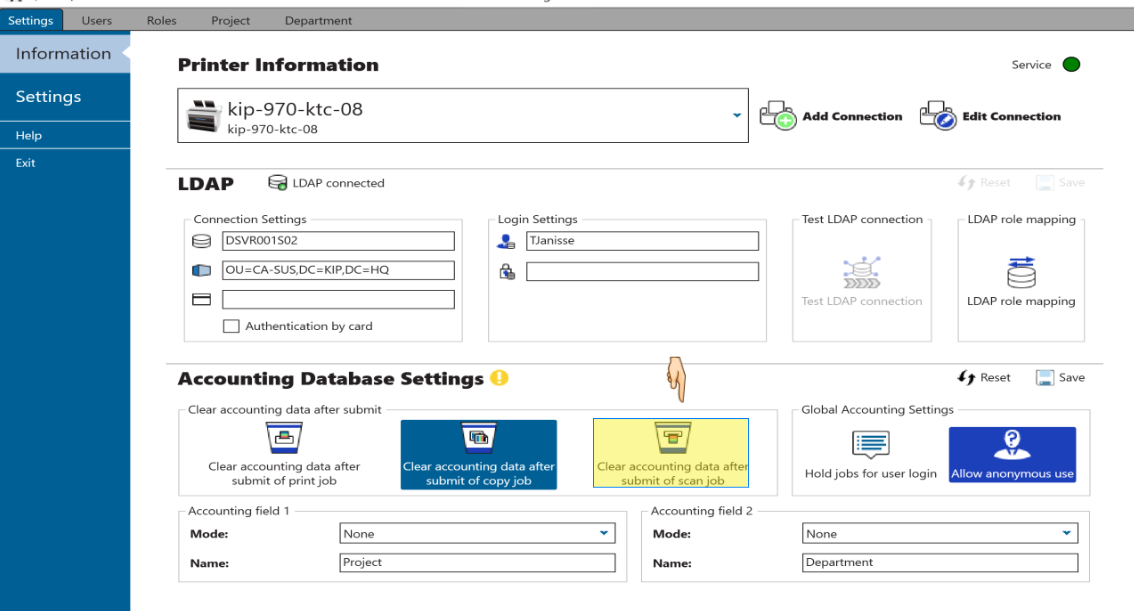 Settings Users Roles Project Department
Information
Settings
Help
Exit
Printer Information
Service
kip-970-ktc-08
kip-970-ktc-08
Add Connection
Edit Connection
LDAP
LDAP connected
Reset
Save
Connection Settings
DSVR001S02
OU=CA-SUS,DC=KIP,DC=HQ
Authentication by card
Login Settings
TJanisse
Test LDAP connection
Test LDAP connection
LDAP role mapping
LDAP role mapping
Accounting Database Settings
Reset
Save
Clear accounting data after submit
Clear accounting data after
submit of print job
Clear accounting data after
submit of copy job
Clear accounting data after
submit of scan job
Global Accounting Settings
Hold jobs for user login
Allow anonymous use
Accounting field 1
Mode: None
Name: Project
Accounting field 2
Mode: None
Name: Department